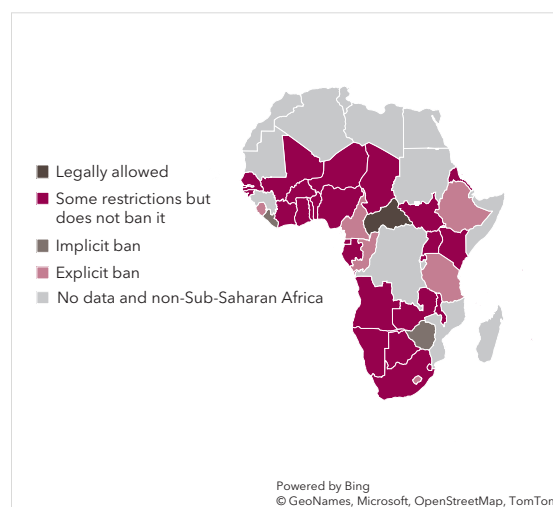 Legally allowed
Some restrictions but
does not ban it
Implicit ban
Explicit ban
No data and non-Sub-Saharan Africa
Powered by Bing
© GeoNames, Microsoft, OpenStreetMap, TomTom